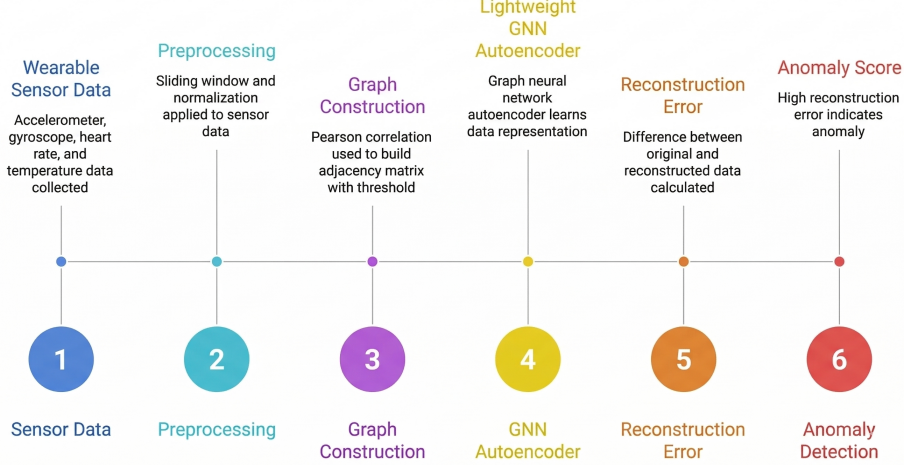 Wearable
Sensor Data
Accelerometer,
gyroscope, heart
rate, and
temperature data
collected
Preprocessing
Sliding window and
normalization
applied to sensor
data
Graph
Construction
Pearson correlation
used to build
adjacency matrix
with threshold
Lightweight
GNN
Autoencoder
Graph neural
network
autoencoder learns
data representation
Reconstruction
Error
Difference between
original and
reconstructed data
calculated
Anomaly Score
High reconstruction
error indicates
anomaly
1
2
3
4
5
6
Sensor Data
Preprocessing
Graph
Construction
GNN
Autoencoder
Reconstruction
Error
Anomaly
Detection